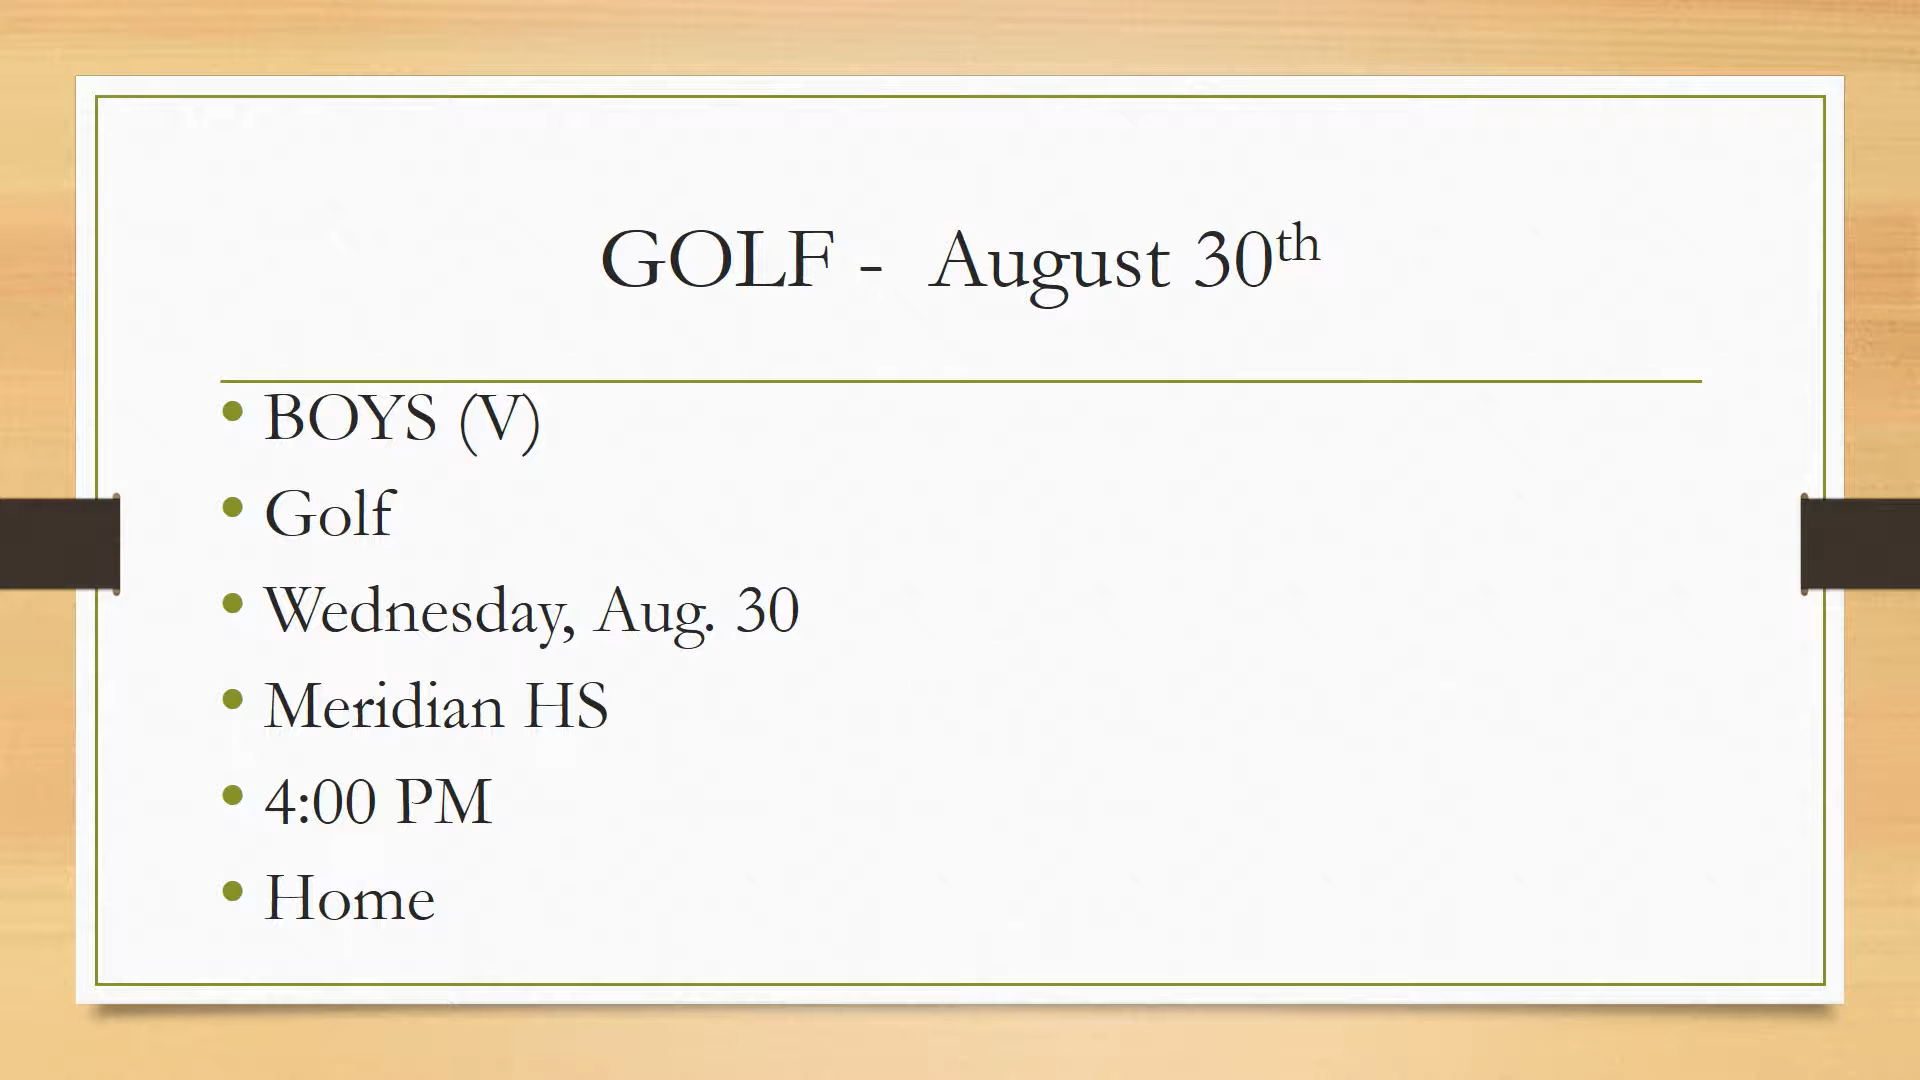 GOLF -  August 30th
• BOYS (V)
• Golf
• Wednesday, Aug. 30
• Meridian HS
• 4:00 PM
• Home